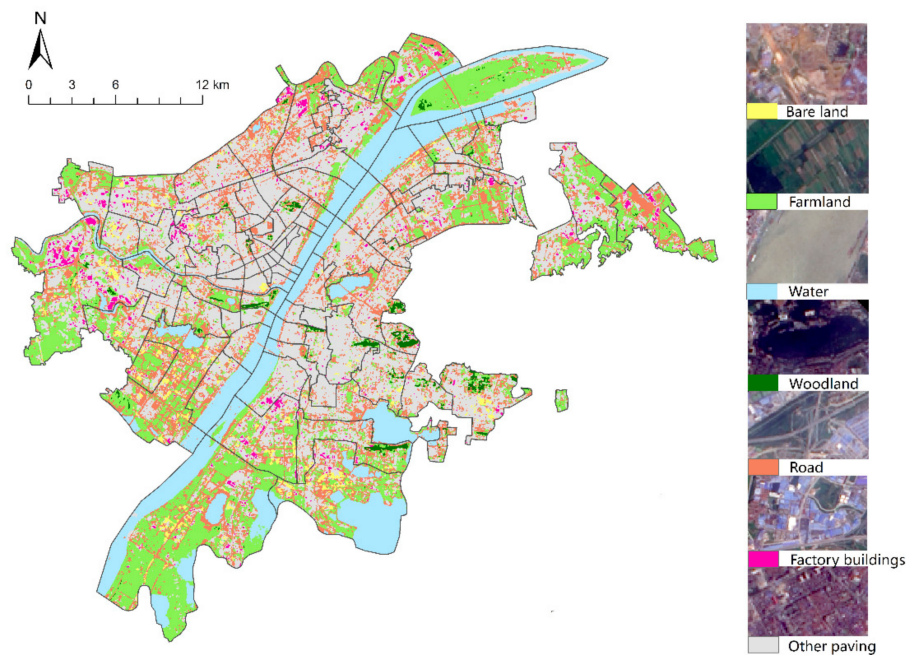 N
0 3 6 12 km
Bare land
Farmland
Water
Woodland
Road
Factory buildings
Other paving